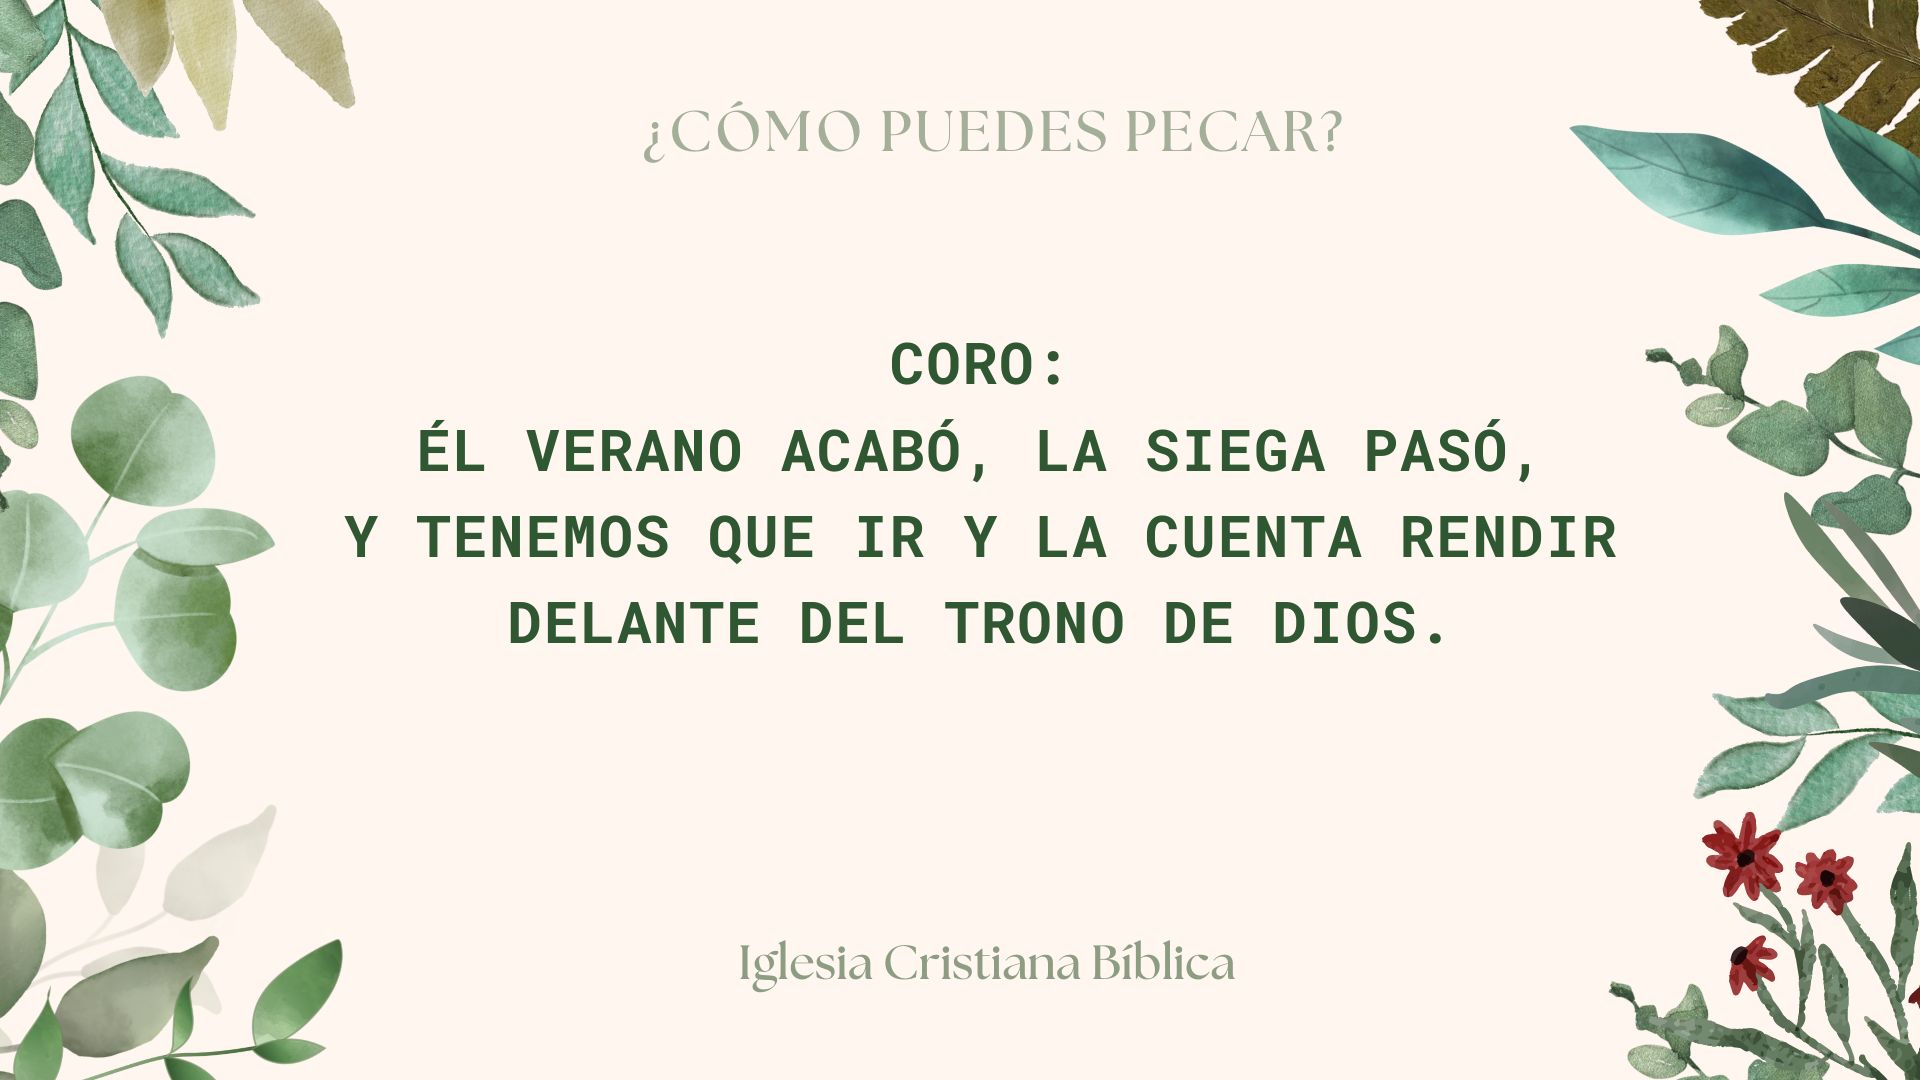 ¿CÓMO PUEDES PECAR?
CORO:
ÉL VERANO ACABÓ, LA SIEGA PASÓ,
Y TENEMOS QUE IR Y LA CUENTA RENDIR
DELANTE DEL TRONO DE DIOS.
Iglesia Cristiana Bíblica